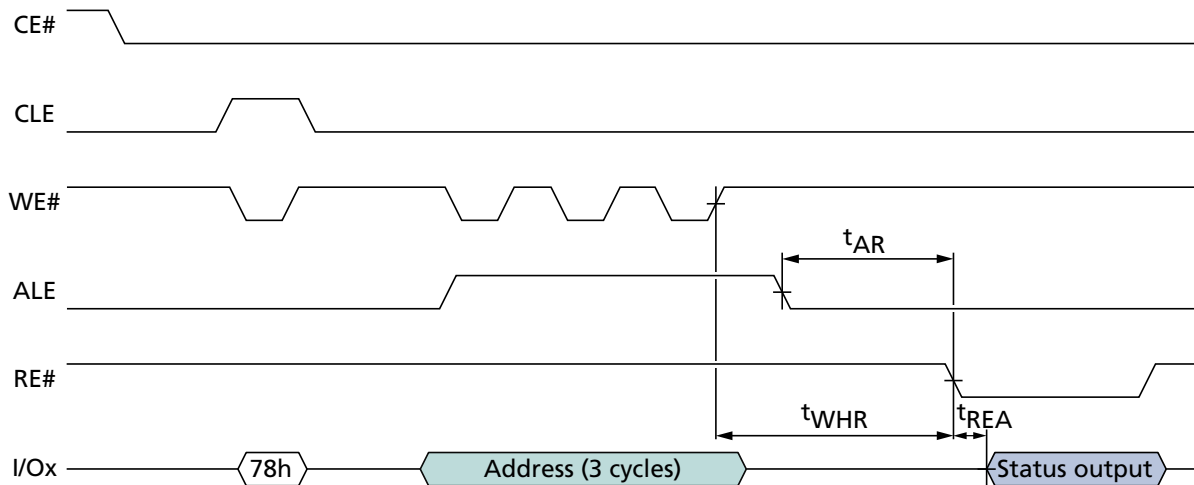 CE#
CLE
WE#
tAR
ALE
RE#
tWHR
tREA
I/Ox
78h
Address (3 cycles)
Status output